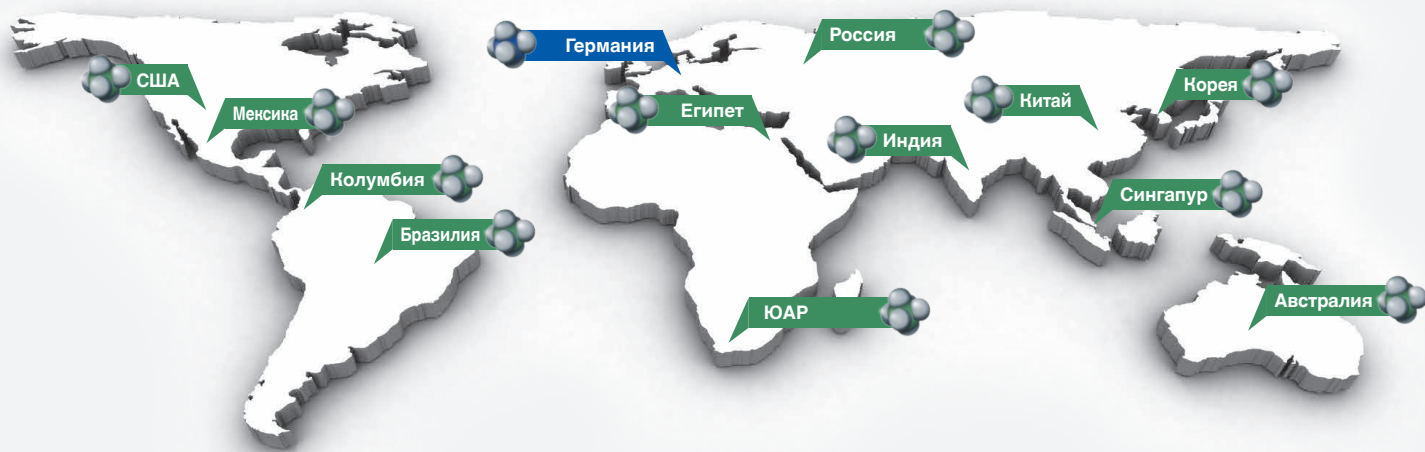 Германия
Россия
США
Корея
Китай
Мексика
Египет
Индия
Колумбия
Сингапур
Бразилия
Австралия
ЮАР